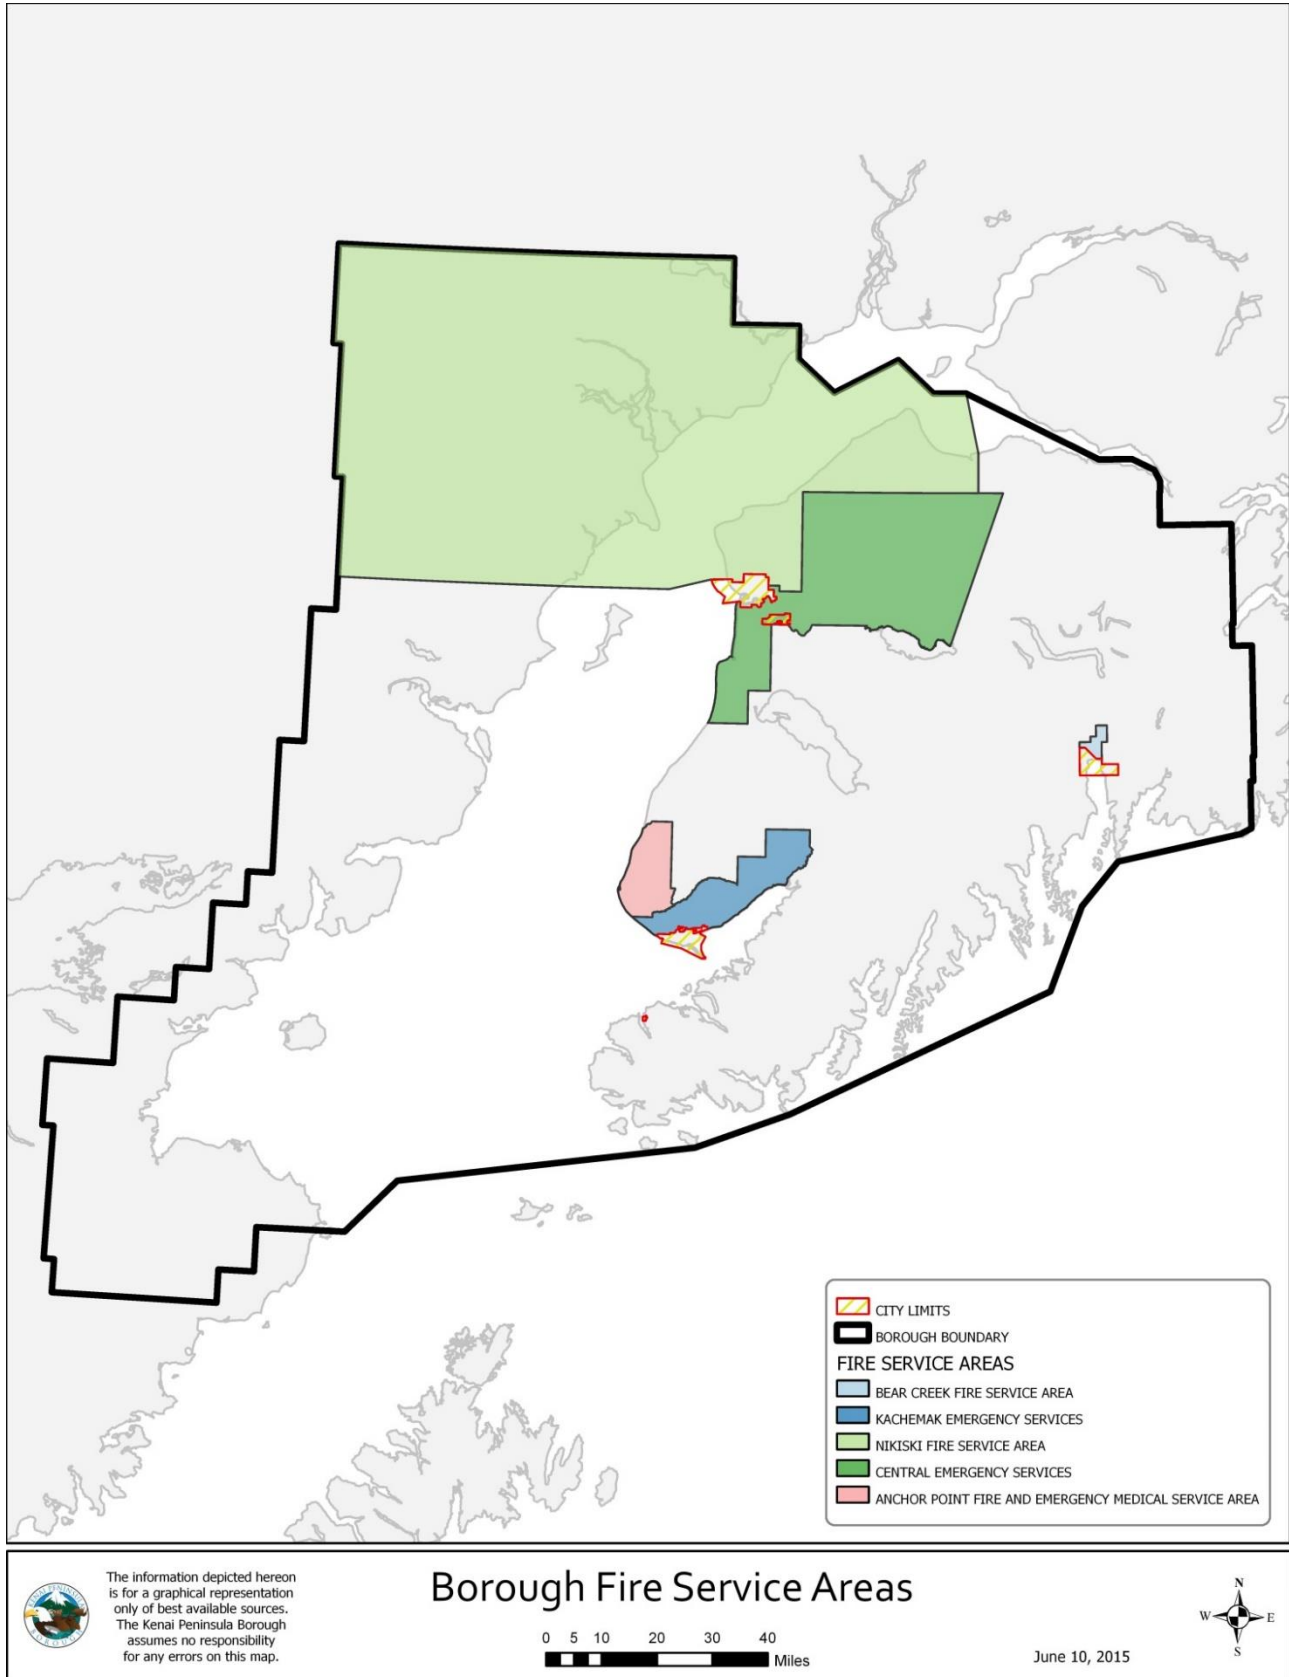 CITY LIMITS
BOROUGH BOUNDARY
FIRE SERVICE AREAS
BEAR CREEK FIRE SERVICE AREA
KACHEMAK EMERGENCY SERVICES
NIKISKI FIRE SERVICE AREA
CENTRAL EMERGENCY SERVICES
ANCHOR POINT FIRE AND EMERGENCY MEDICAL SERVICE AREA
KENAI PENINSULA
BOROUGH
The information depicted hereon
is for a graphical representation
only of best available sources.
The Kenai Peninsula Borough
assumes no responsibility
for any errors on this map.
Borough Fire Service Areas
0 5 10 20 30 40
Miles
June 10, 2015
N
W E
S